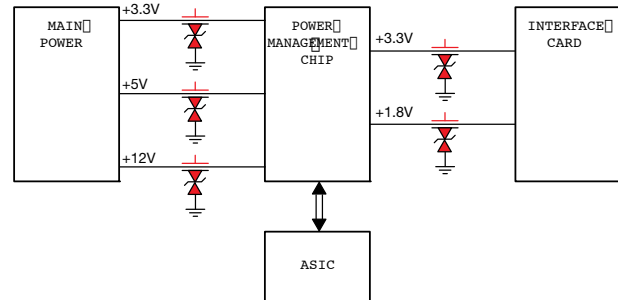 MAIN
POWER
+3.3V
+5V
+12V
POWER
MANAGEMENT
CHIP
+3.3V
+1.8V
INTERFACE
CARD
ASIC